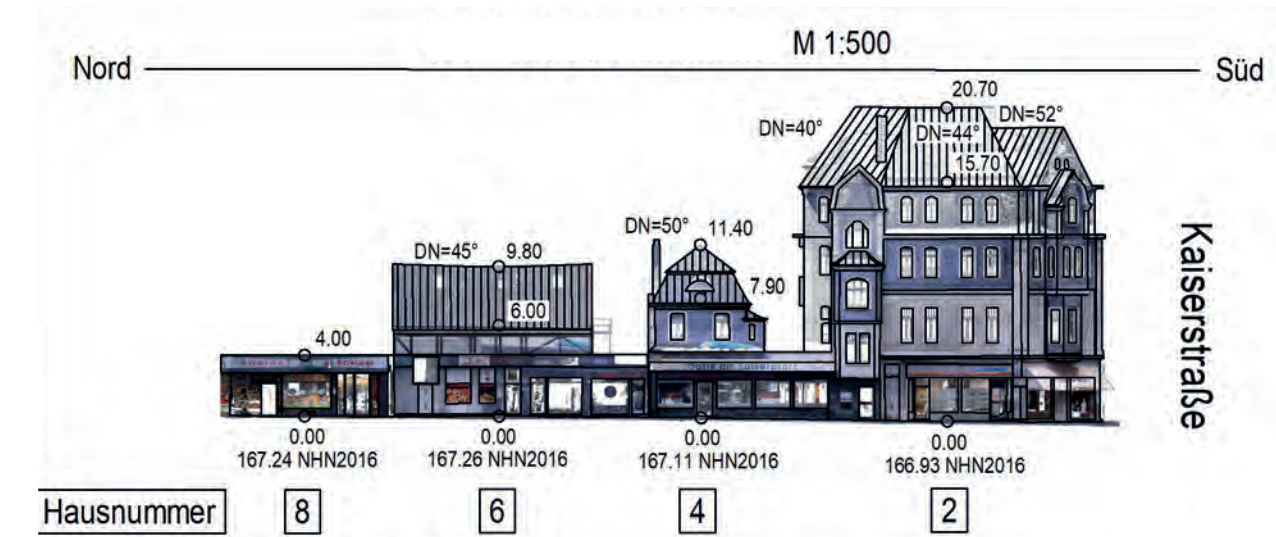 M 1:500
Nord
Süd
20.70
DN=40°
DN=52°
DN=44°
15.70
DN=50°
11.40
DN=45°
9.80
7.90
6.00
4.00
Kaiserstraße
0.00
167.24 NHN2016
0.00
167.26 NHN2016
0.00
167.11 NHN2016
0.00
166.93 NHN2016
Hausnummer
8
6
4
2